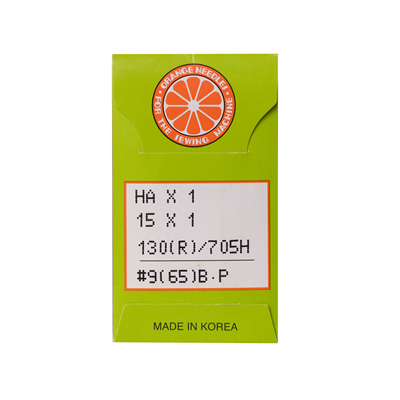 ORANGE NEEDLES
FOR THE SEWING MACHINE
HA X 1
15 X 1
130(R)/705H
#9(65)B·P
MADE IN KOREA